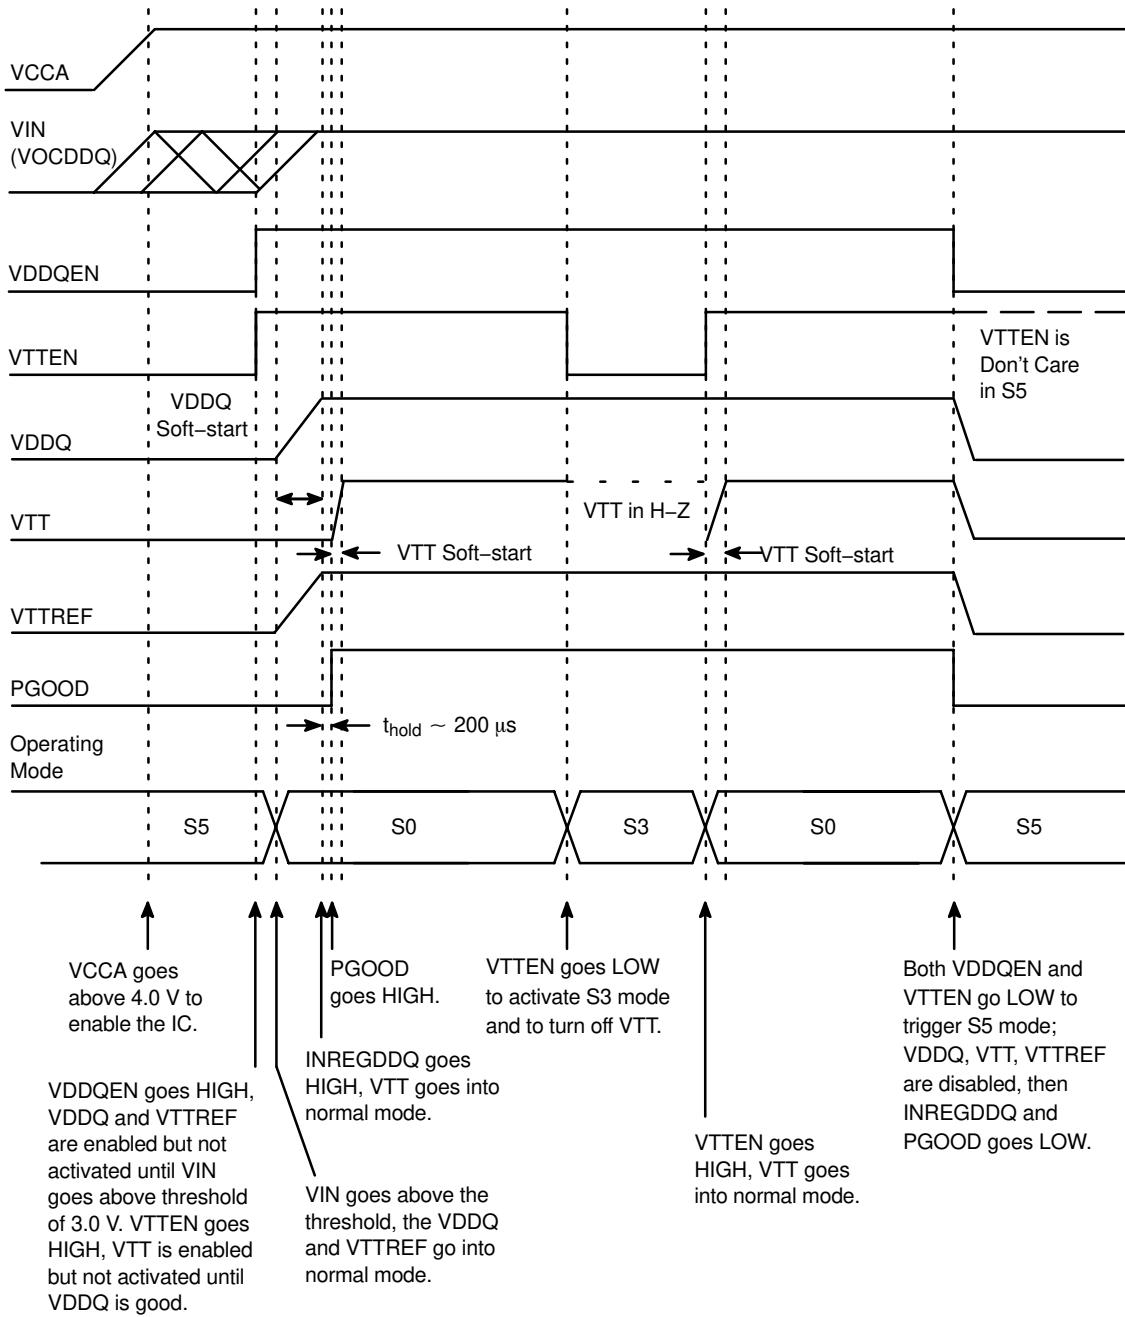 VCCA
VIN
(VOCDDQ)
VDDQEN
VTTEN
VTTEN is
Don't Care
in S5
VDDQ
Soft−start
VDDQ
VTT in H−Z
VTT
VTT Soft−start
VTT Soft−start
VTTREF
PGOOD
thold ~ 200 μs
Operating
Mode
S5
S0
S3
S0
S5
VCCA goes
above 4.0 V to
enable the IC.
PGOOD
goes HIGH.
VTTEN goes LOW
to activate S3 mode
and to turn off VTT.
Both VDDQEN and
VTTEN go LOW to
trigger S5 mode;
VDDQ, VTT, VTTREF
are disabled, then
INREGDDQ and
PGOOD goes LOW.
INREGDDQ goes
HIGH, VTT goes into
normal mode.
VDDQEN goes HIGH,
VDDQ and VTTREF
are enabled but not
activated until VIN
goes above threshold
of 3.0 V. VTTEN goes
HIGH, VTT is enabled
but not activated until
VDDQ is good.
VIN goes above the
threshold, the VDDQ
and VTTREF go into
normal mode.
VTTEN goes
HIGH, VTT goes
into normal mode.